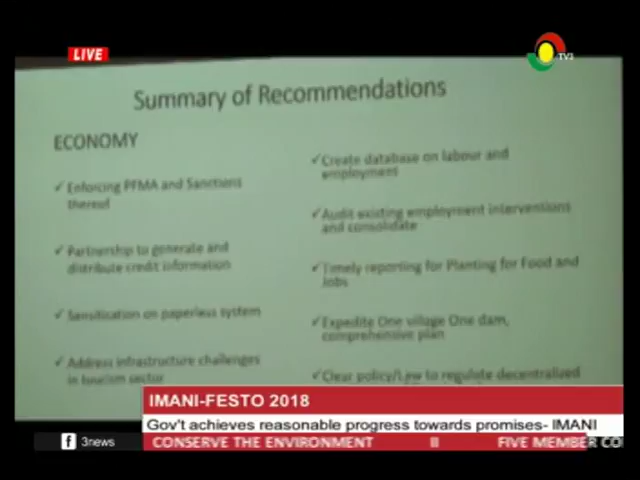 LIVE
TV3
Summary of Recommendations
ECONOMY
✓Enforcing PFMA and Sanctions
thereof
✓Partnership to generate and
distribute credit information
✓Sensitisation on paperless system
✓Address infrastructure challenges
in tourism sector
✓Create database on labour and
employment
✓Audit existing employment interventions
and consolidate
✓Timely reporting for Planting for Food and
Jobs
✓Expedite One village One dam,
comprehensive plan
✓Clear policy/Law to regulate decentralized
IMANI-FESTO 2018
Gov't achieves reasonable progress towards promises- IMANI
3news
CONSERVE THE ENVIRONMENT
FIVE MEMBER CO